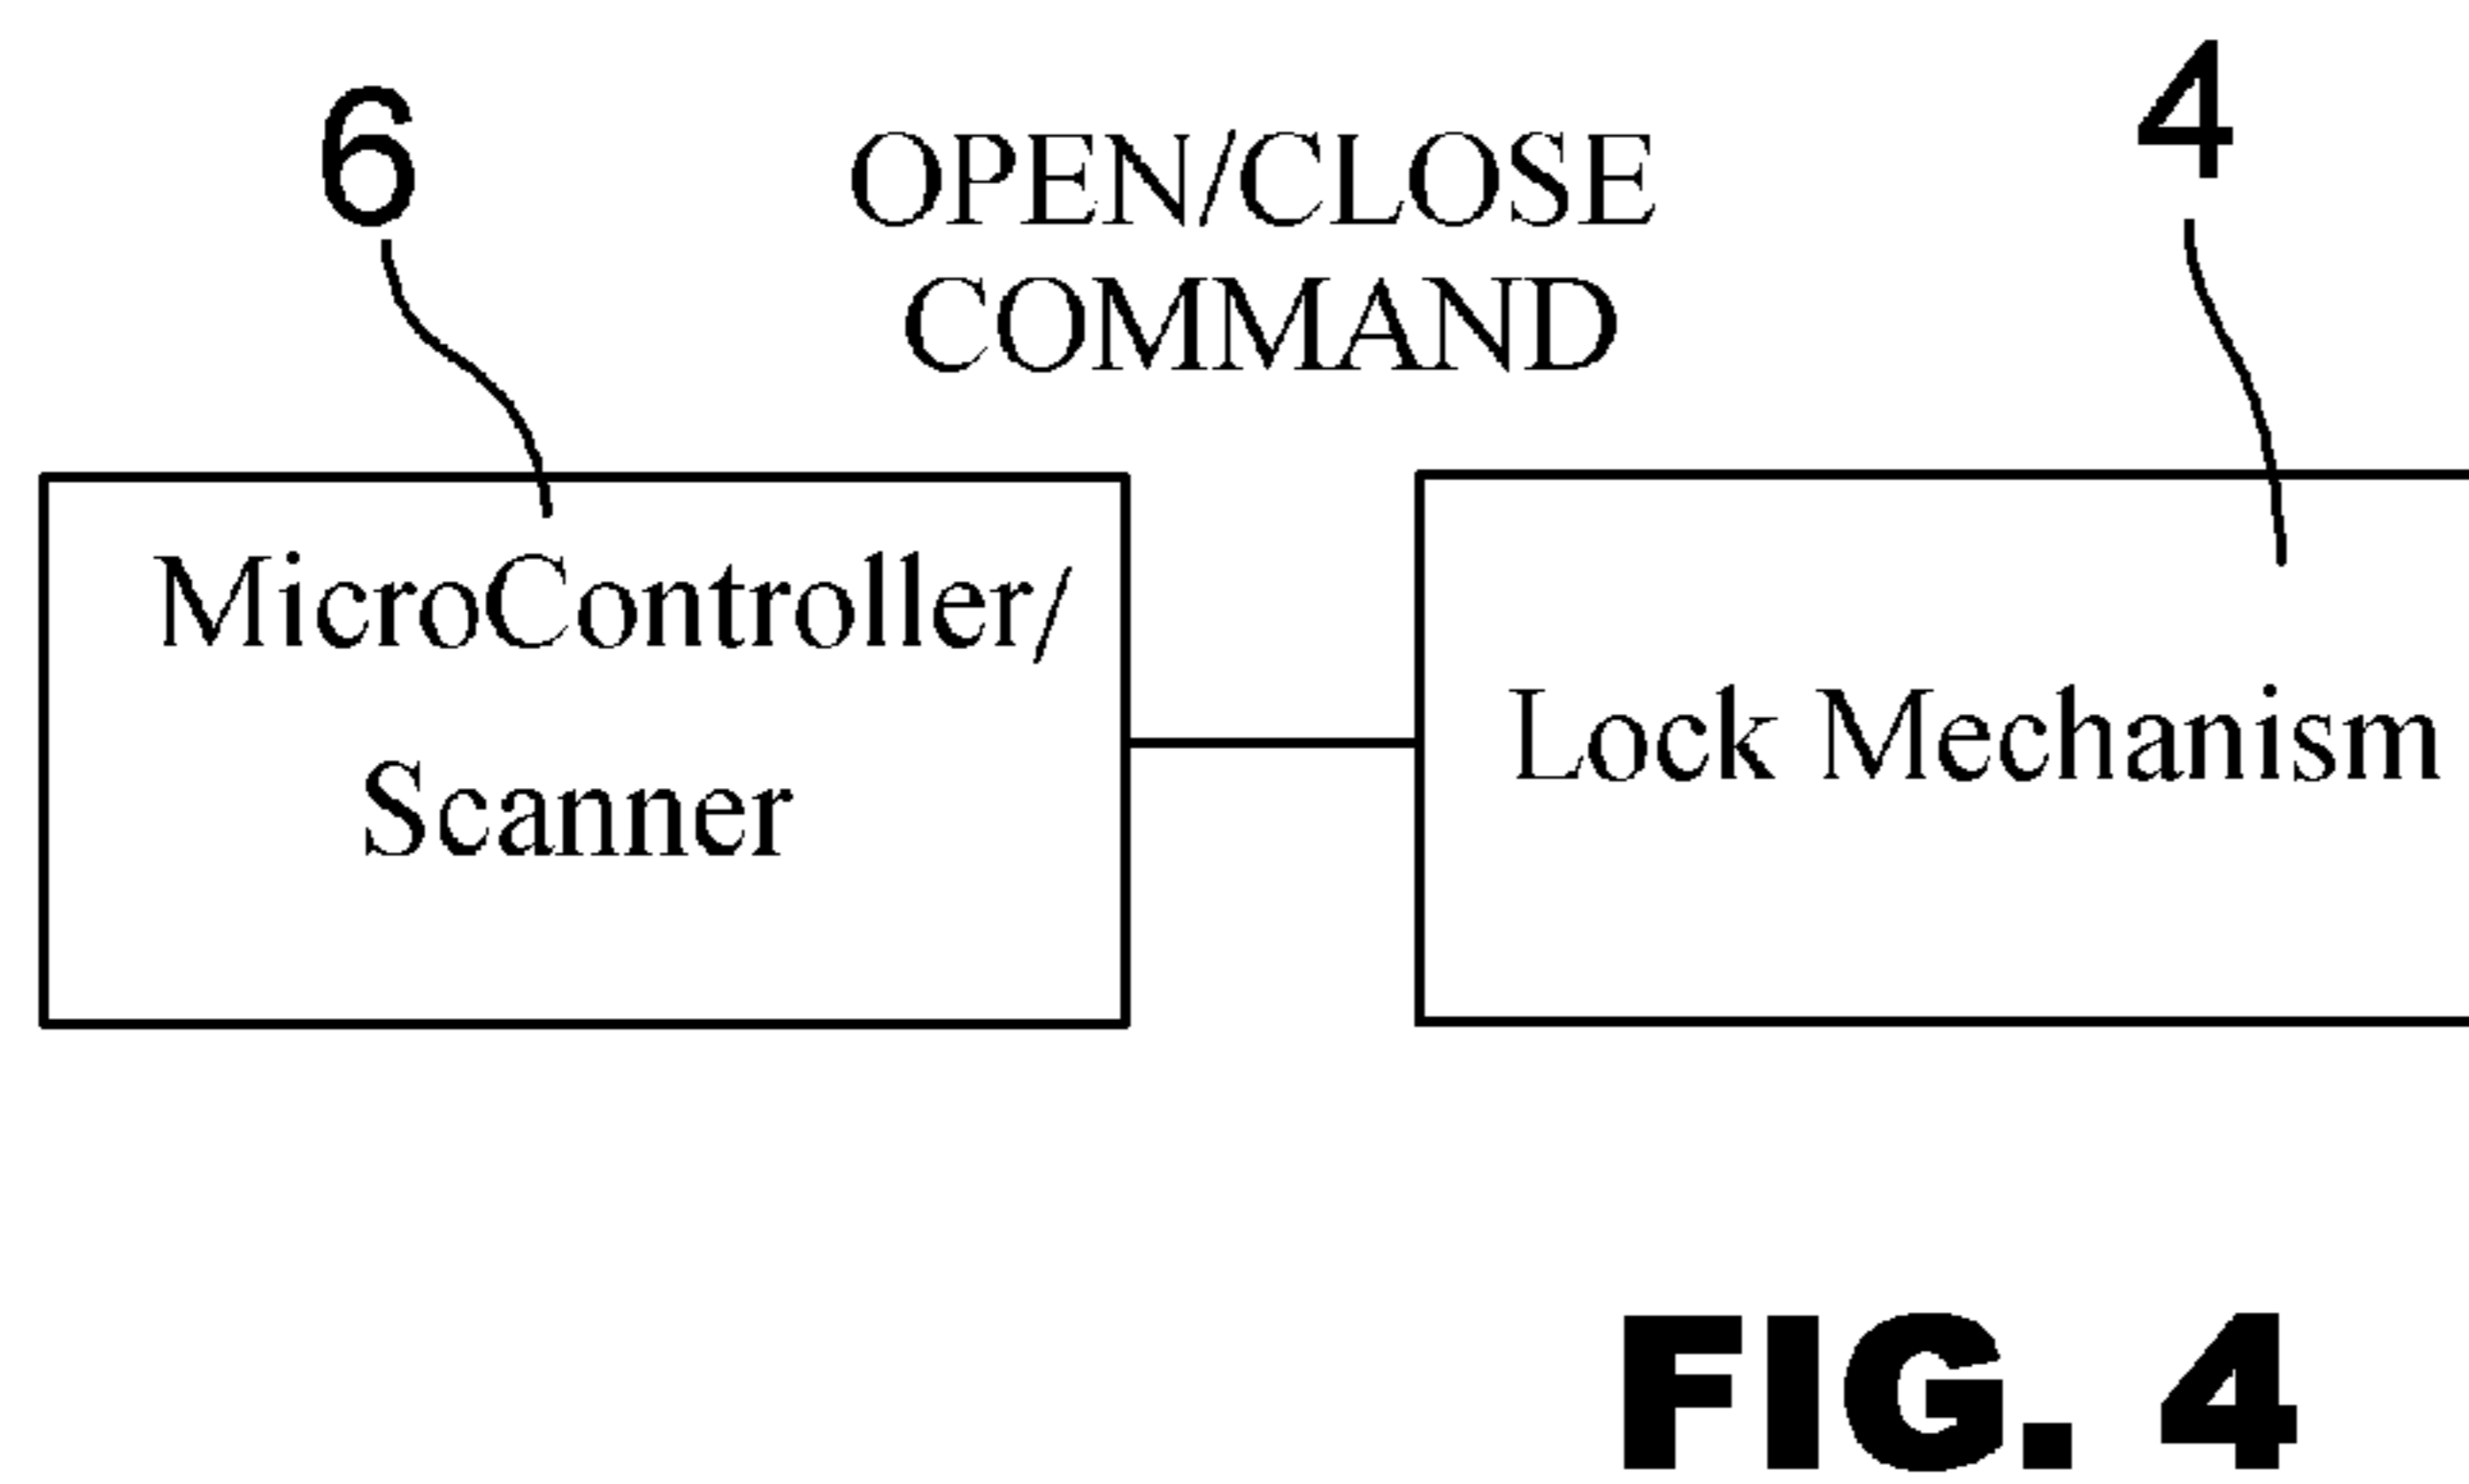 6
OPEN/CLOSE
COMMAND
4
MicroController/
Scanner
Lock Mechanism
FIG. 4